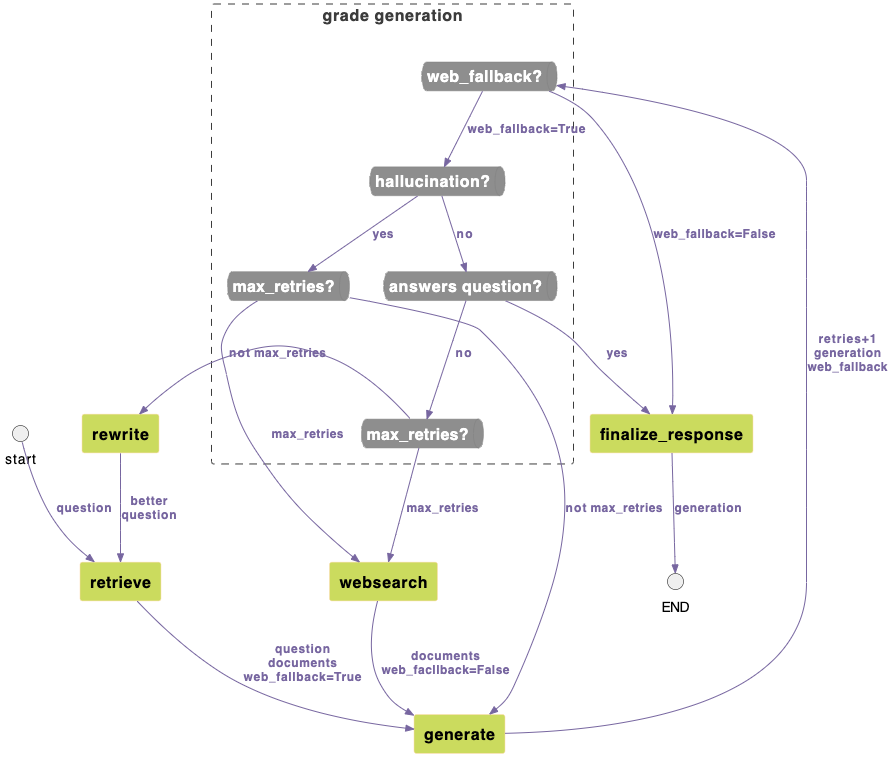 grade generation
web_fallback?
web_fallback=True
hallucination?
yes
no
web_fallback=False
max_retries?
answers question?
not max_retries
no
yes
retries+1
generation
web_fallback
rewrite
max_retries
max_retries?
finalize_response
start
question
better
question
max_retries
not max_retries
generation
retrieve
websearch
END
question
documents
web_fallback=True
documents
web_facllback=False
generate